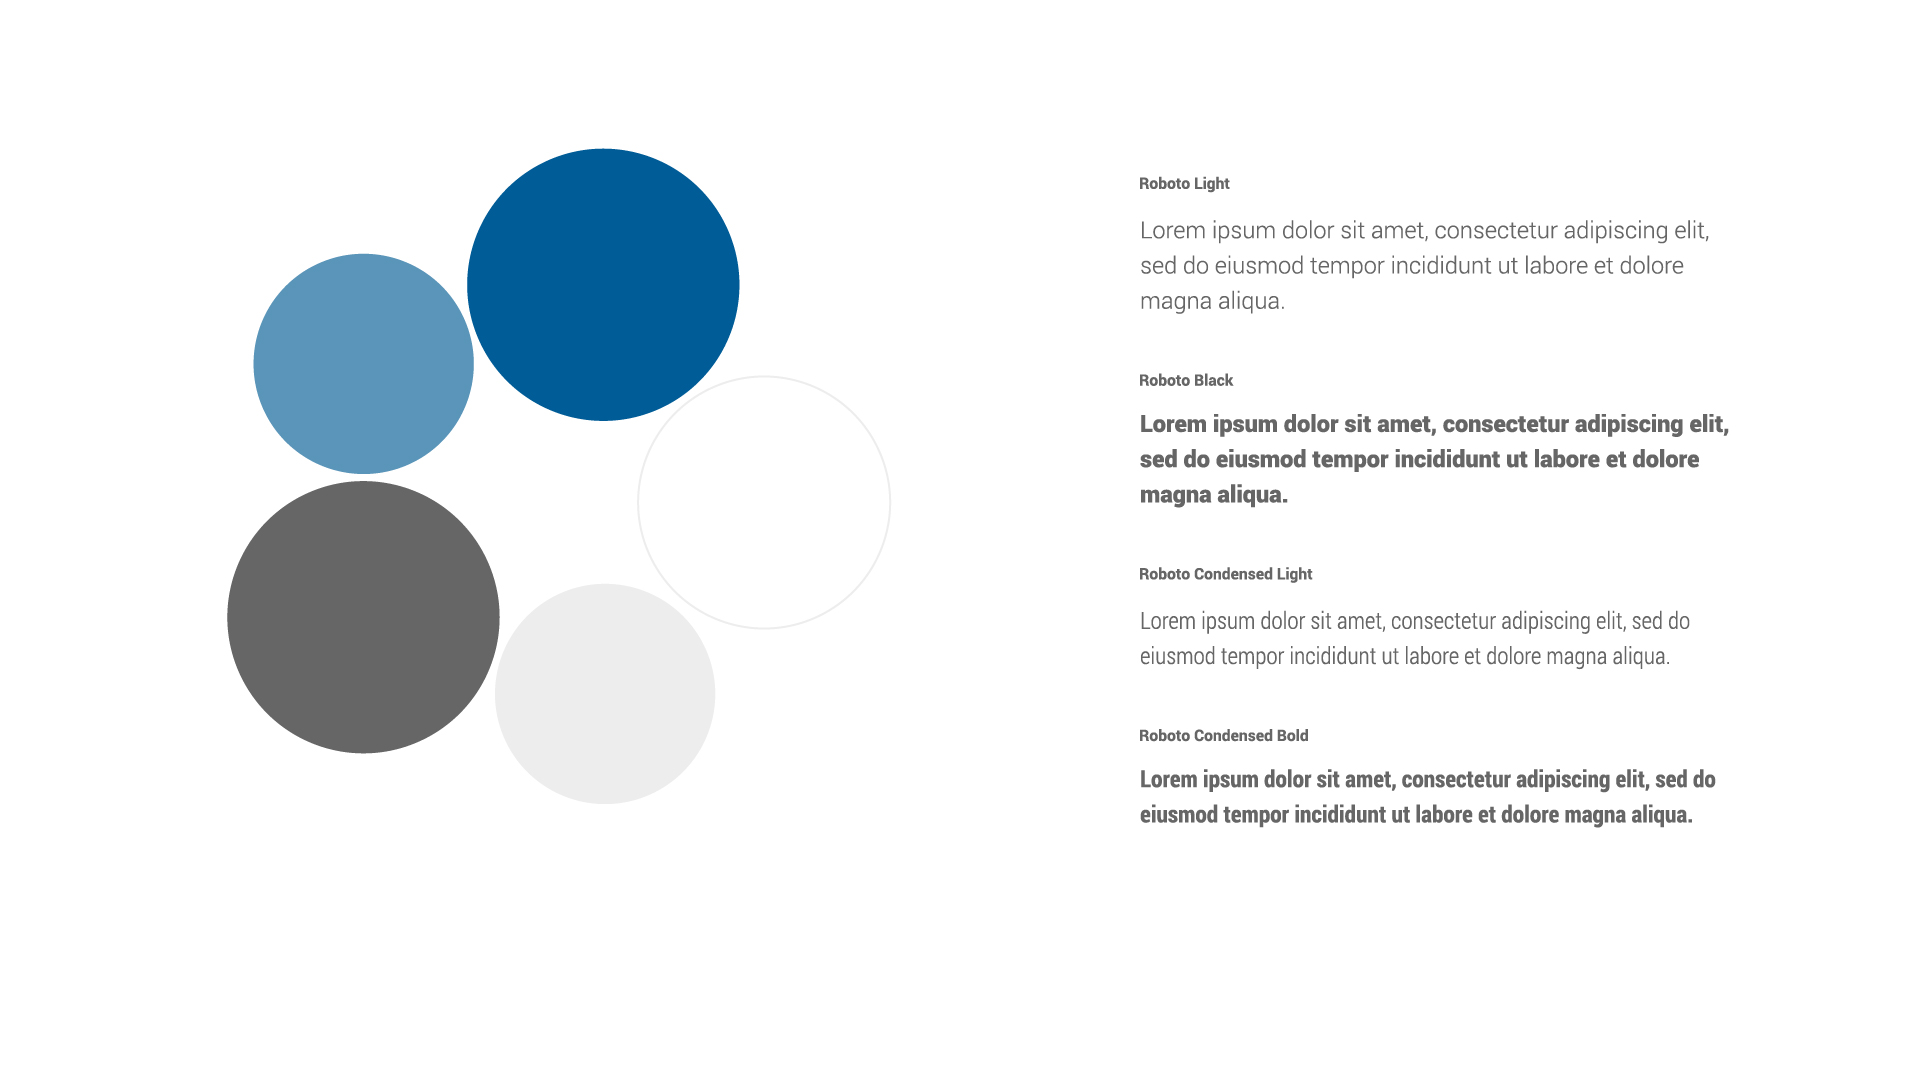 Roboto Light
Lorem ipsum dolor sit amet, consectetur adipiscing elit,
sed do eiusmod tempor incididunt ut labore et dolore
magna aliqua.
Roboto Black
Lorem ipsum dolor sit amet, consectetur adipiscing elit,
sed do eiusmod tempor incididunt ut labore et dolore
magna aliqua.
Roboto Condensed Light
Lorem ipsum dolor sit amet, consectetur adipiscing elit, sed do
eiusmod tempor incididunt ut labore et dolore magna aliqua.
Roboto Condensed Bold
Lorem ipsum dolor sit amet, consectetur adipiscing elit, sed do
eiusmod tempor incididunt ut labore et dolore magna aliqua.